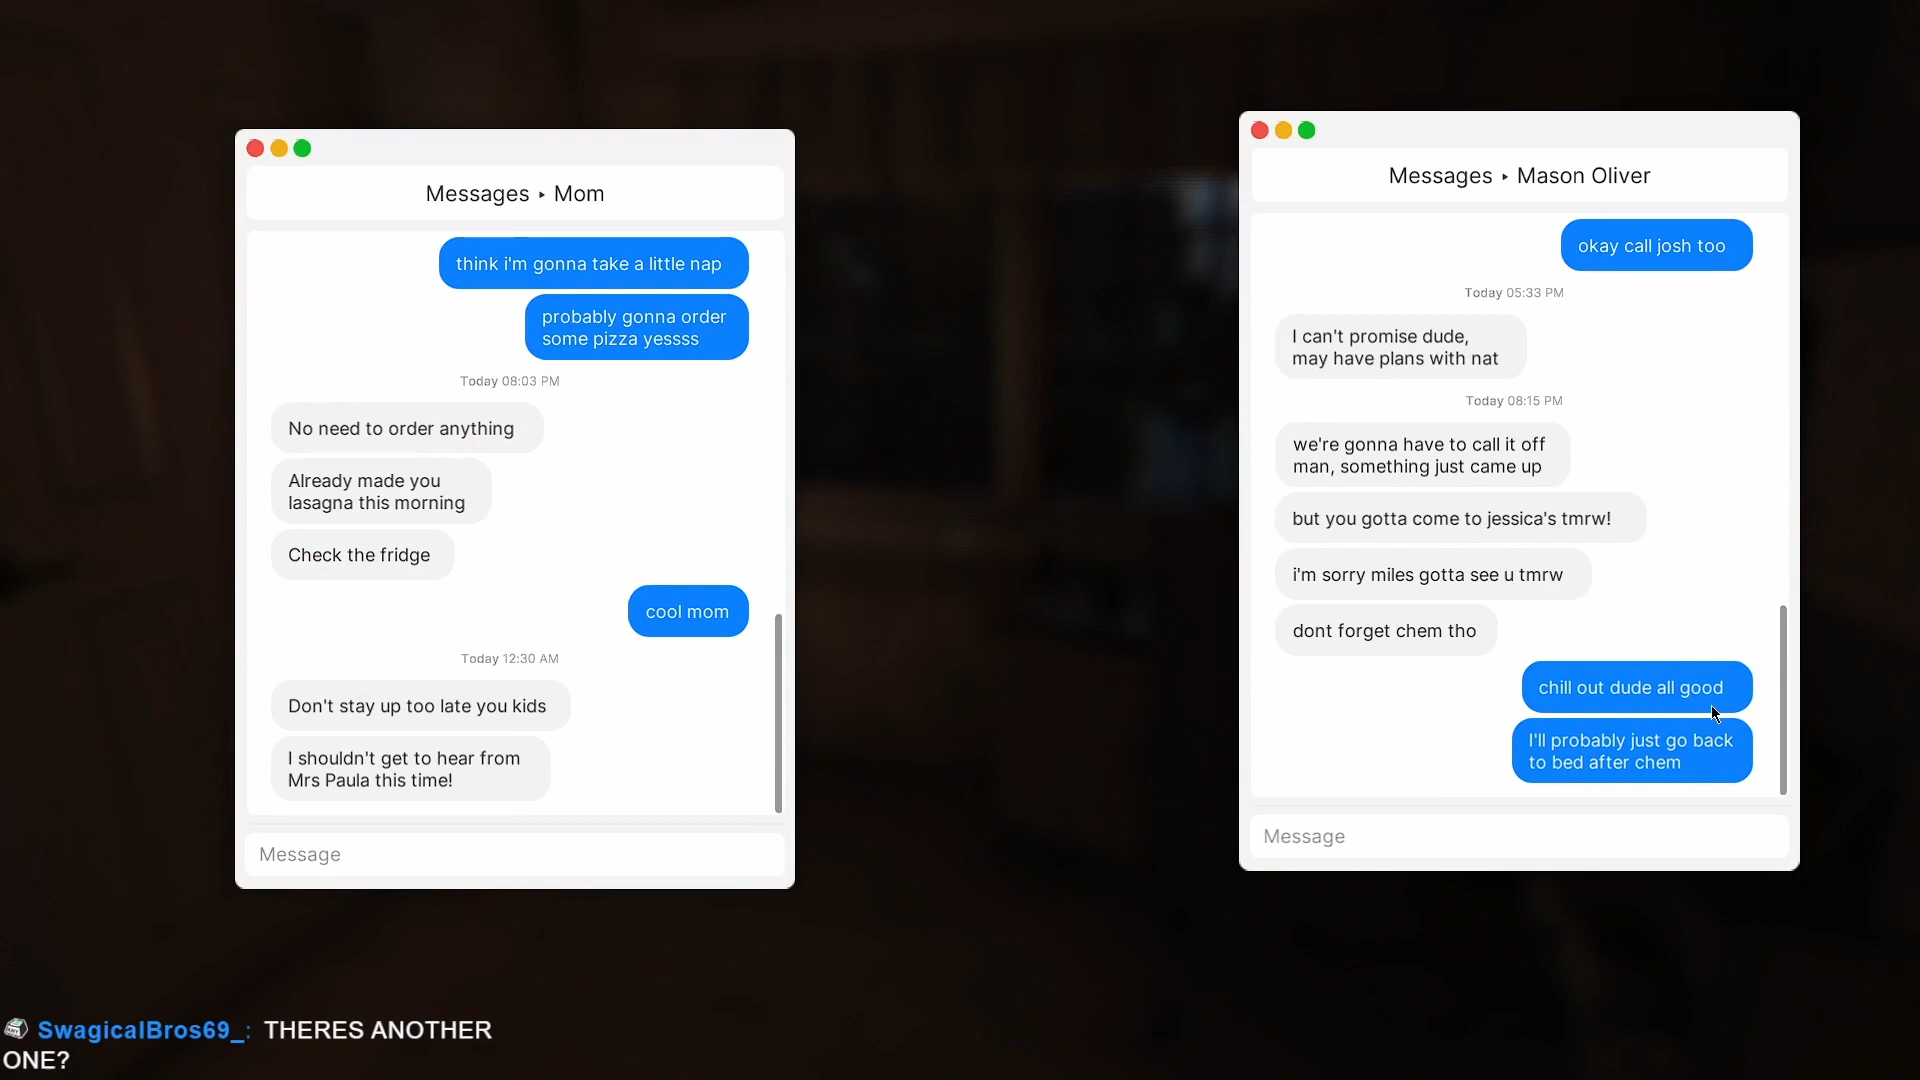 Messages ▸ Mom
think i'm gonna take a little nap
probably gonna order
some pizza yessss
Today 08:03 PM
No need to order anything
Already made you
lasagna this morning
Check the fridge
cool mom
Today 12:30 AM
Don't stay up too late you kids
I shouldn't get to hear from
Mrs Paula this time!
Message
Messages ▸ Mason Oliver
okay call josh too
Today 05:33 PM
I can't promise dude,
may have plans with nat
Today 08:15 PM
we're gonna have to call it off
man, something just came up
but you gotta come to jessica's tmrw!
i'm sorry miles gotta see u tmrw
dont forget chem tho
chill out dude all good
I'll probably just go back
to bed after chem
Message
SwagicalBros69_: THERES ANOTHER
ONE?